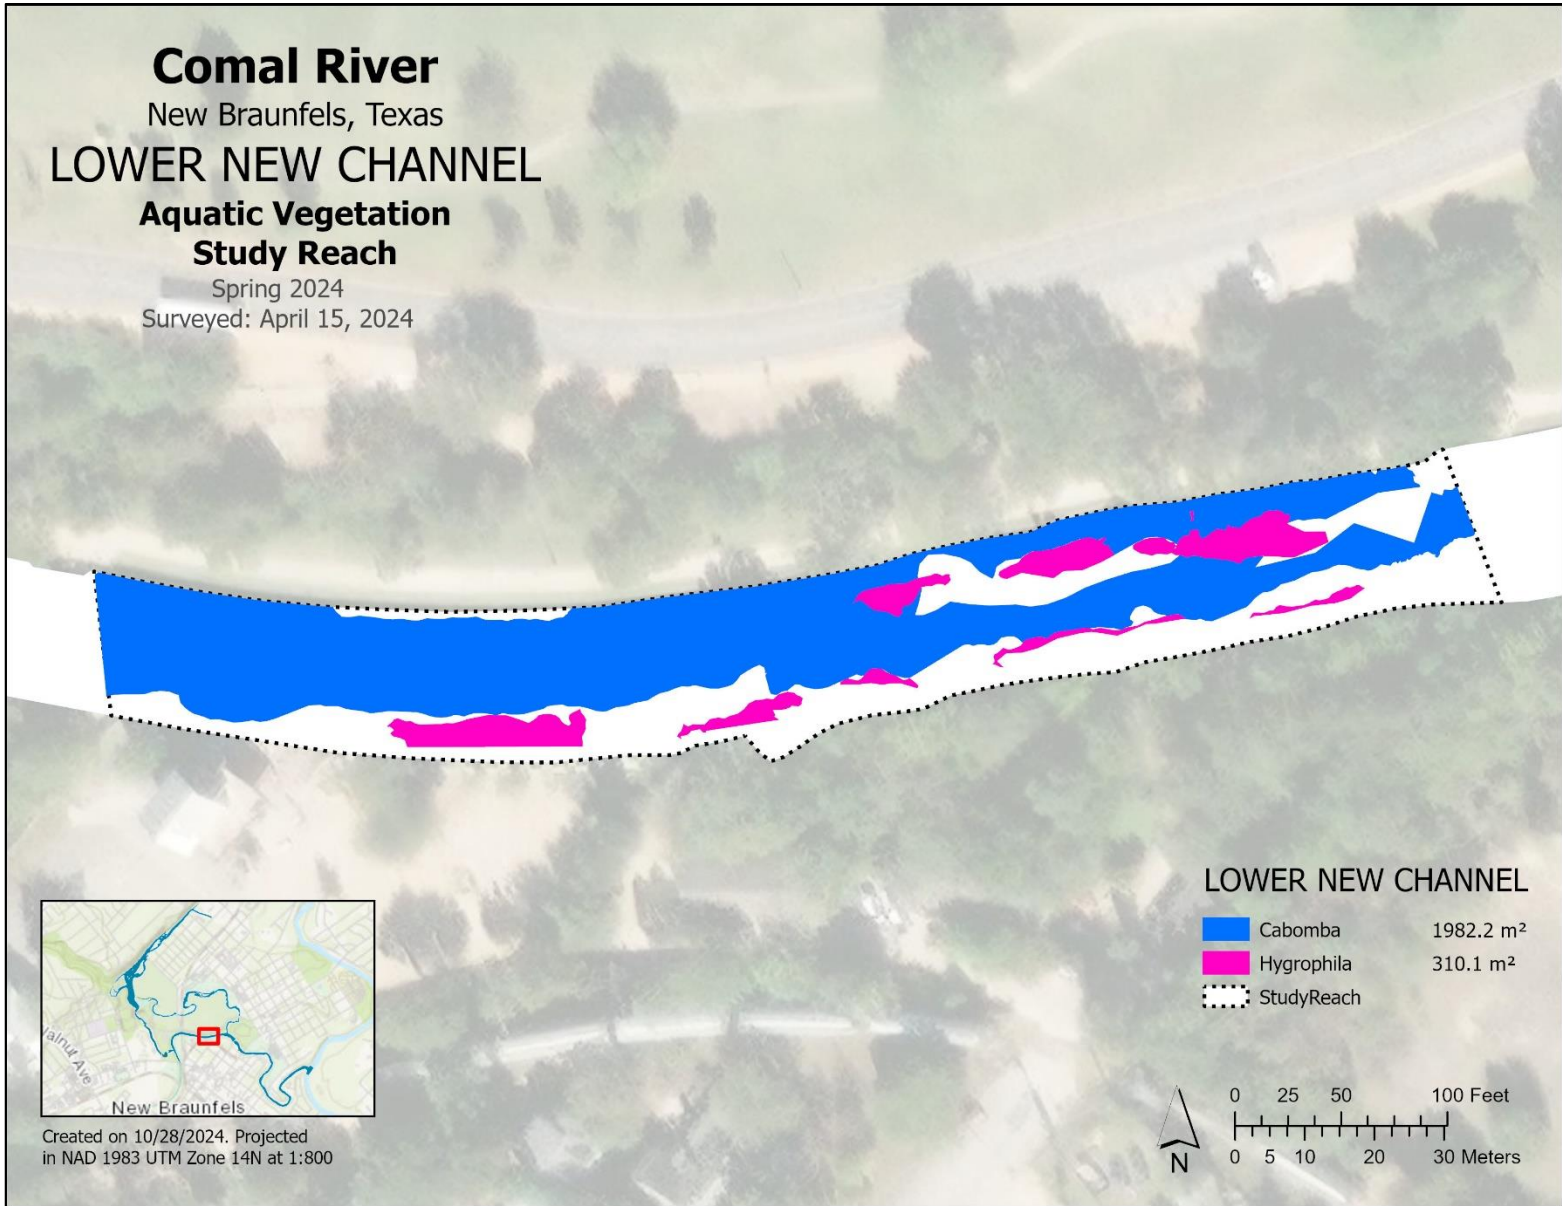 Comal River
New Braunfels, Texas
LOWER NEW CHANNEL
Aquatic Vegetation
Study Reach
Spring 2024
Surveyed: April 15, 2024
LOWER NEW CHANNEL
Cabomba 1982.2 m²
Hygrophila 310.1 m²
StudyReach
Walnut Ave
New Braunfels
Created on 10/28/2024. Projected
in NAD 1983 UTM Zone 14N at 1:800
N
0 25 50 100 Feet
0 5 10 20 30 Meters